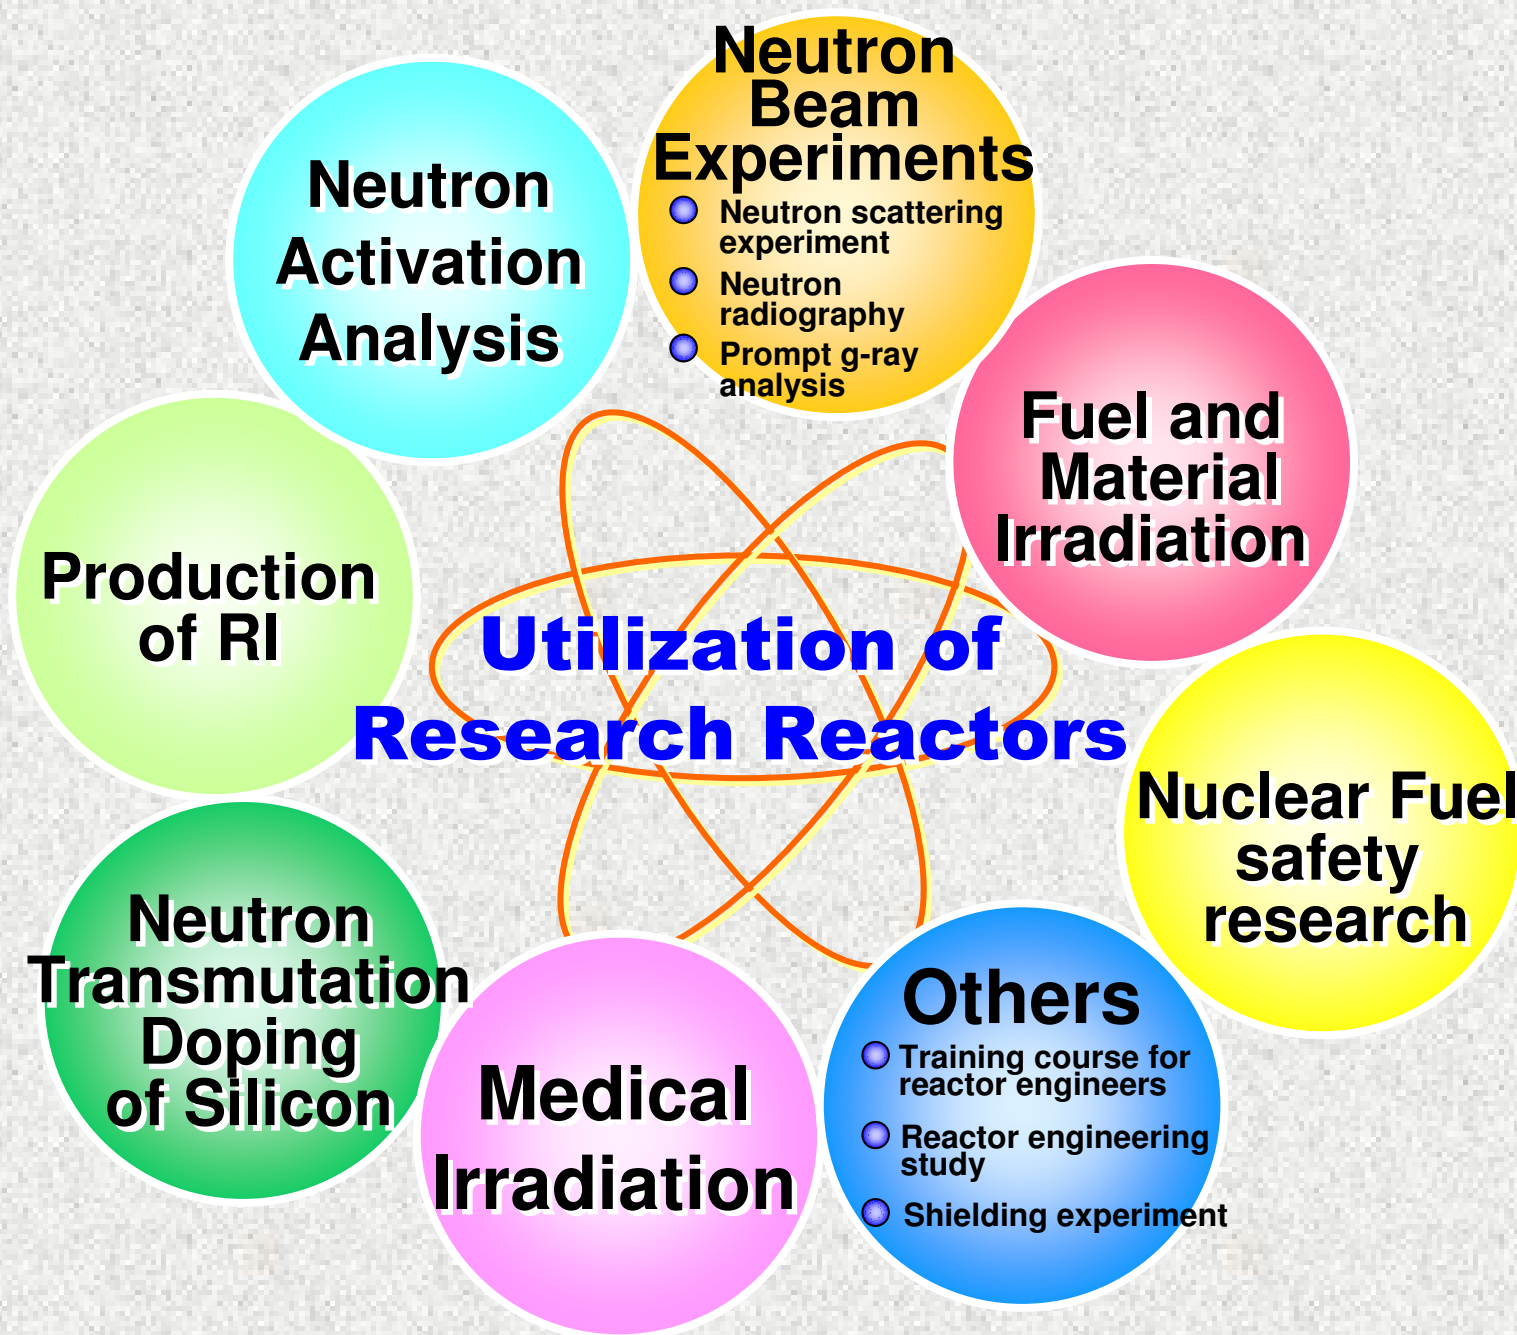 Neutron
Beam
Experiments
Neutron scattering
experiment
Neutron
radiography
Prompt g-ray
analysis
Neutron
Activation
Analysis
Fuel and
Material
Irradiation
Production
of RI
Utilization of
Research Reactors
Nuclear Fuel
safety
research
Neutron
Transmutation
Doping
of Silicon
Medical
Irradiation
Others
Training course for
reactor engineers
Reactor engineering
study
Shielding experiment